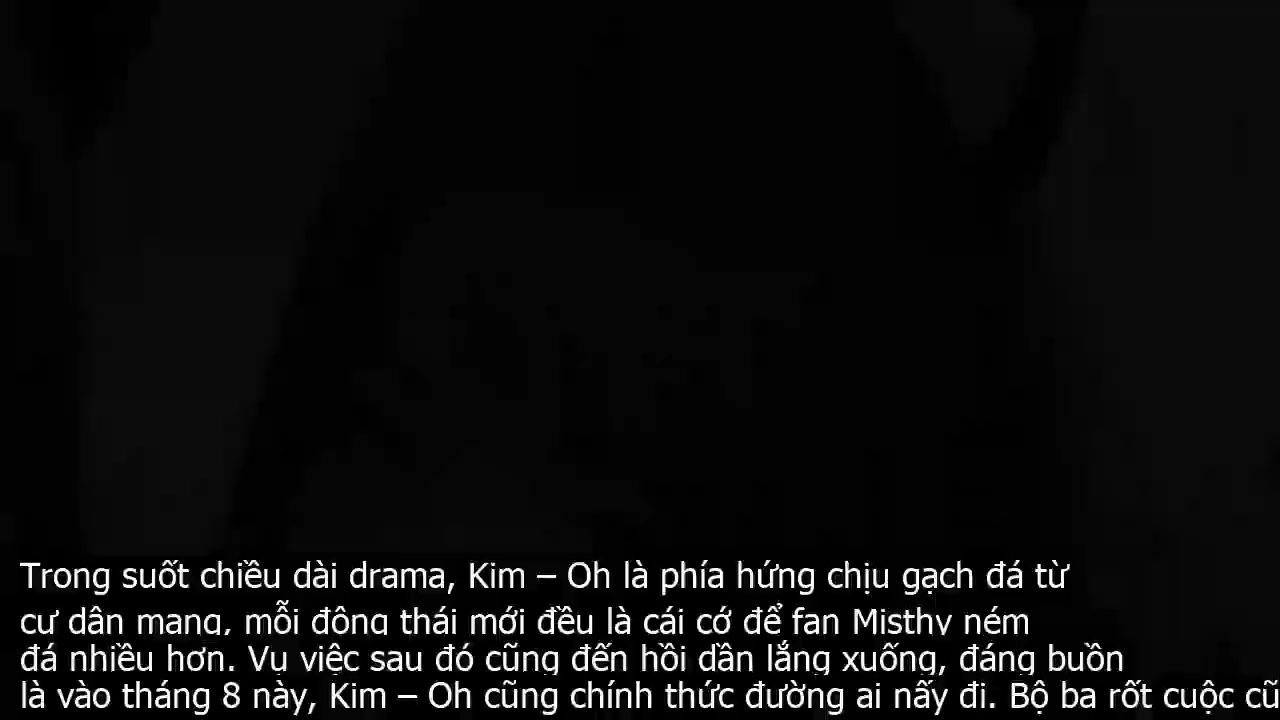 Trong suốt chiều dài drama, Kim – Oh là phía hứng chịu gạch đá từ
cư dân mạng, mỗi động thái mới đều là cái cớ để fan Misthy ném
đá nhiều hơn. Vụ việc sau đó cũng đến hồi dần lắng xuống, đáng buồn
là vào tháng 8 này, Kim – Oh cũng chính thức đường ai nấy đi. Bộ ba rốt cuộc